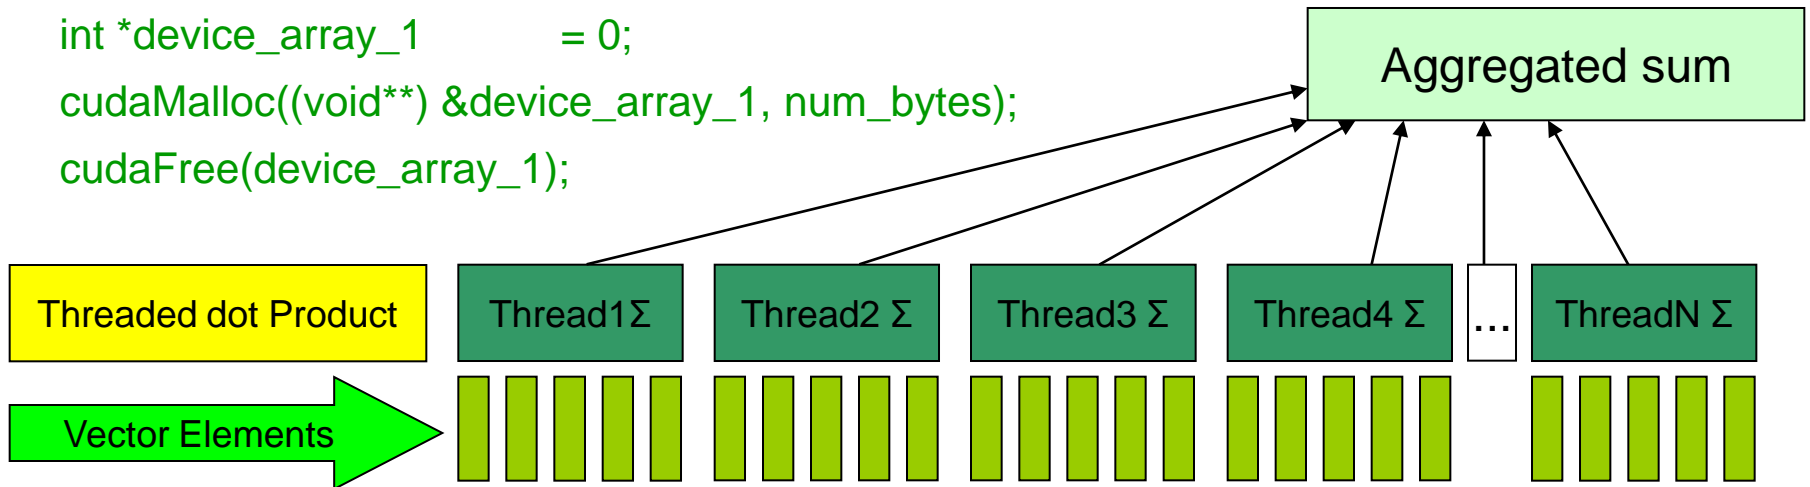 int *device_array_1 = 0;
cudaMalloc((void**) &device_array_1, num_bytes);
cudaFree(device_array_1);
Aggregated sum
Threaded dot Product
Thread1Σ
Thread2 Σ
Thread3 Σ
Thread4 Σ
...
ThreadN Σ
Vector Elements